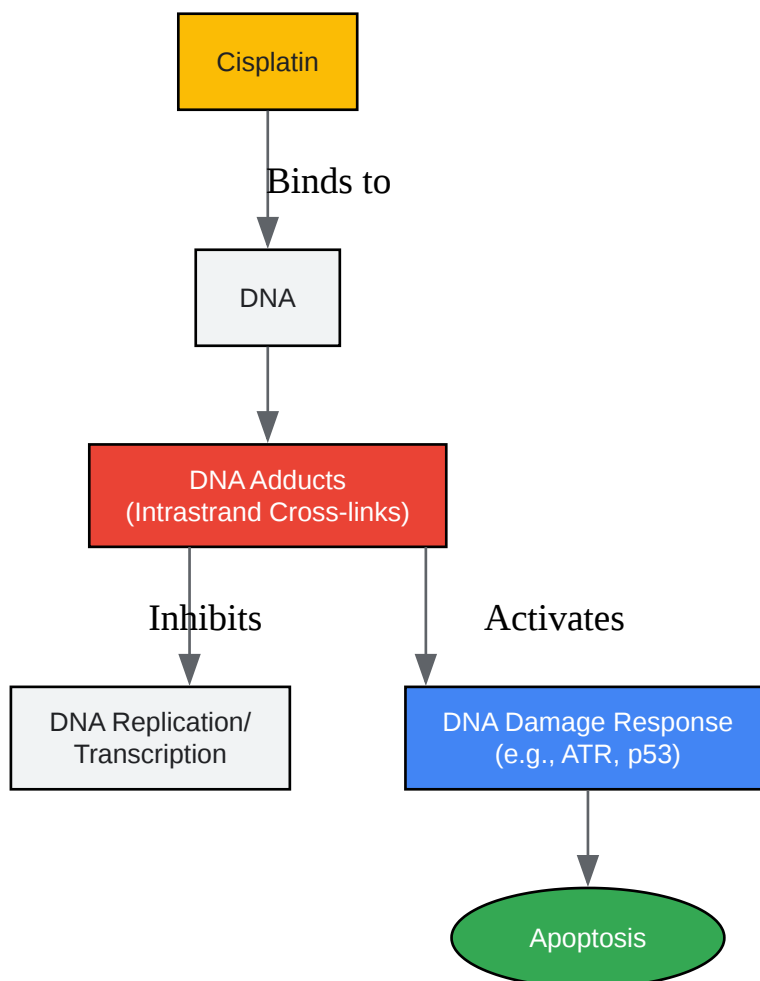 Cisplatin
Binds to
DNA
DNA Adducts
(Intrastrand Cross-links)
Inhibits
Activates
DNA Replication/
Transcription
DNA Damage Response
(e.g., ATR, p53)
Apoptosis